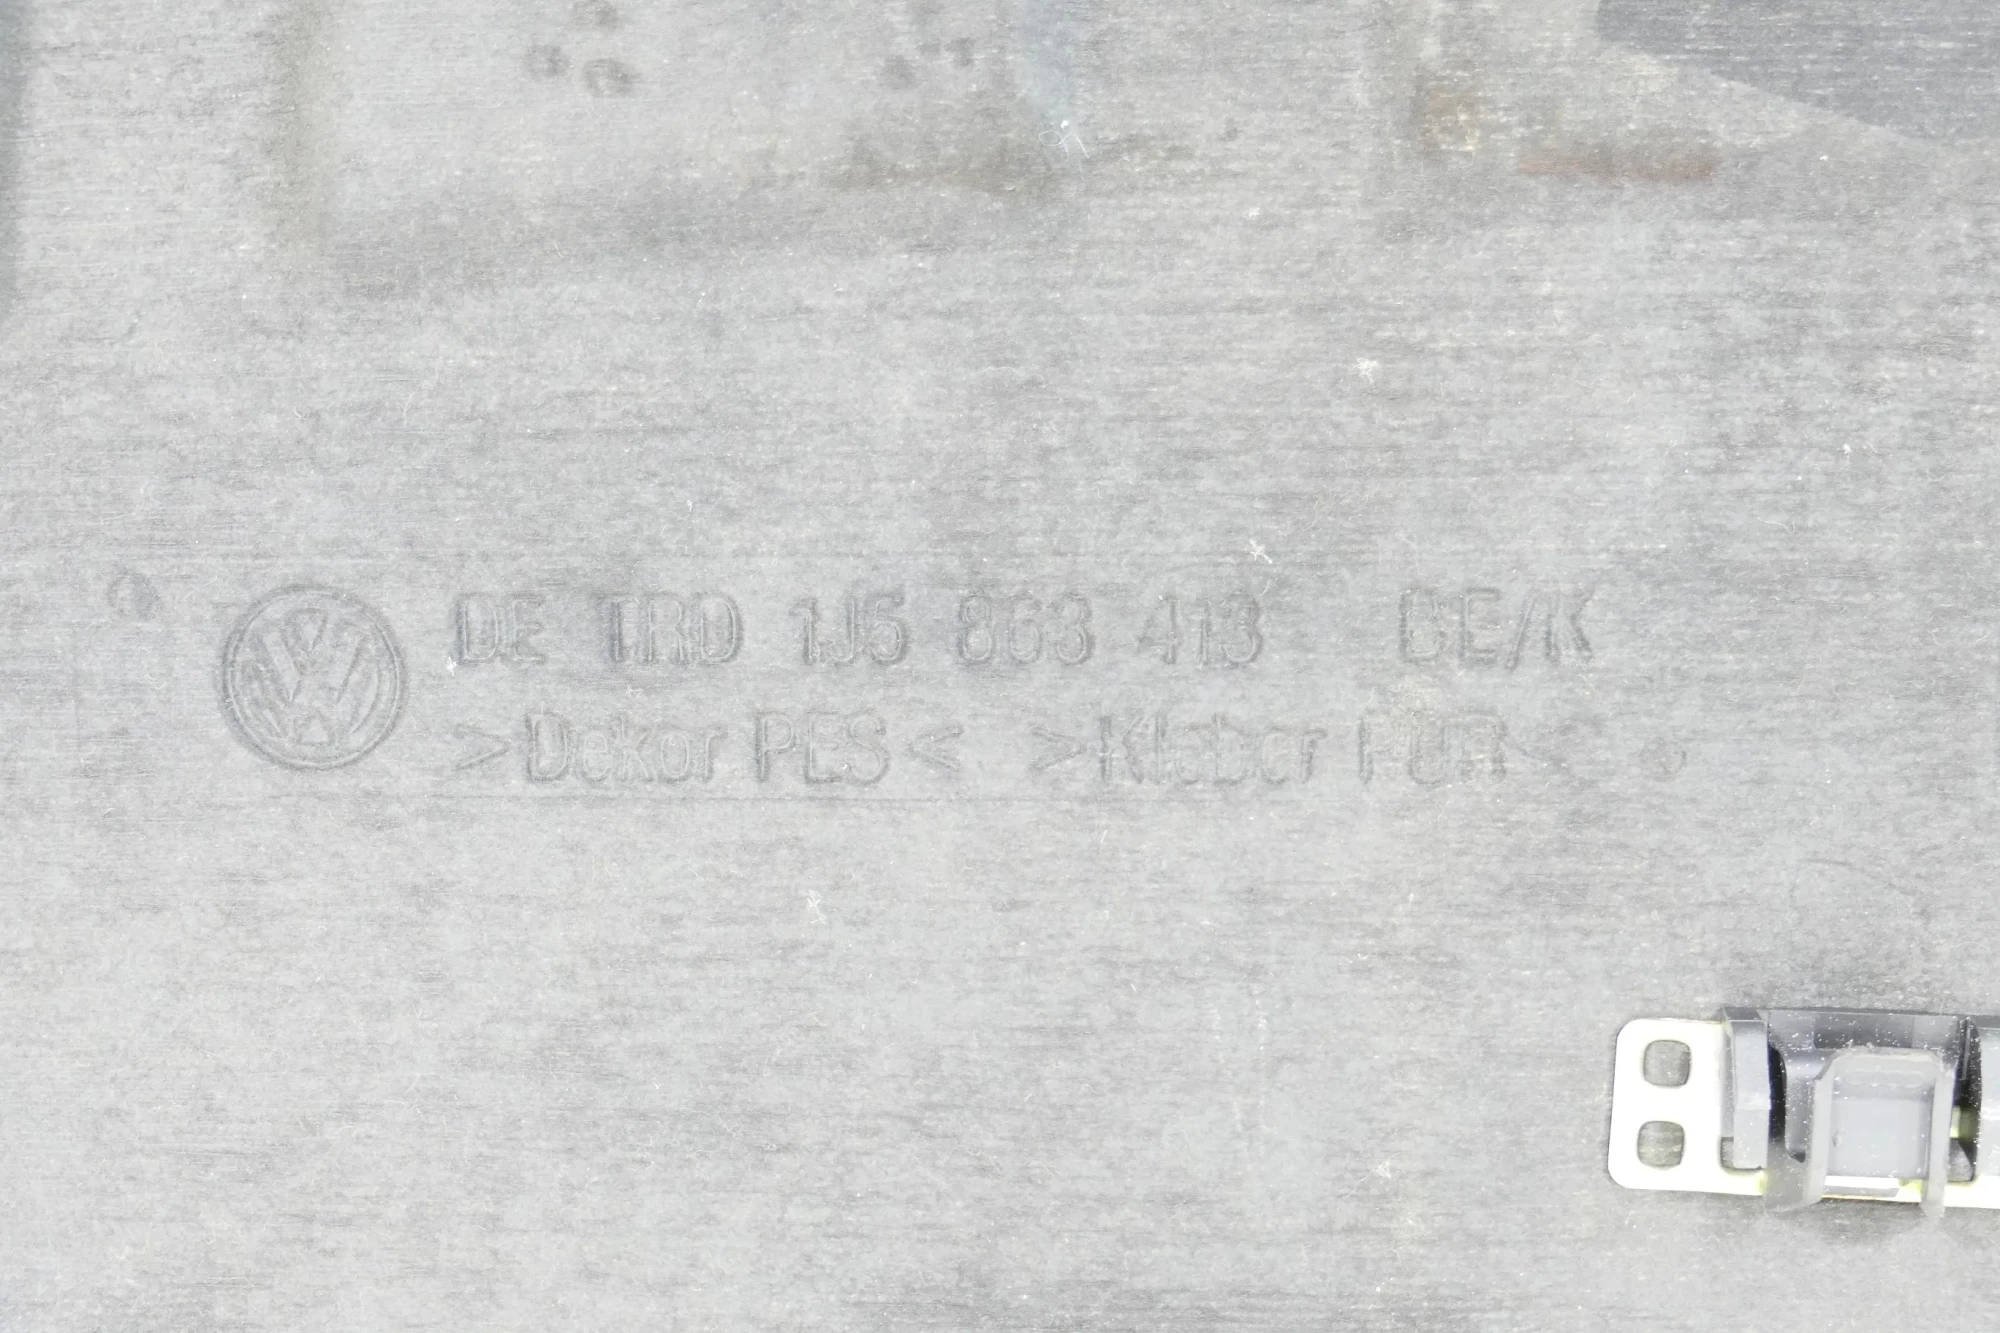 DE TRD 1J5 863 413 BE/K
>Dekor PES< >Kleber PUR<